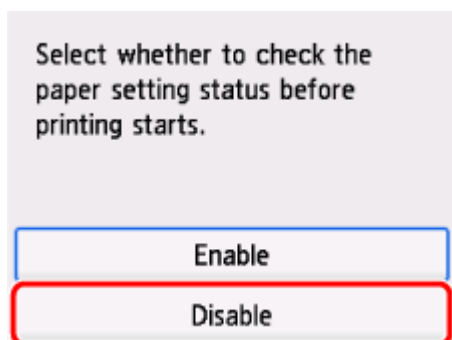 Select whether to check the
paper setting status before
printing starts.
Enable
Disable